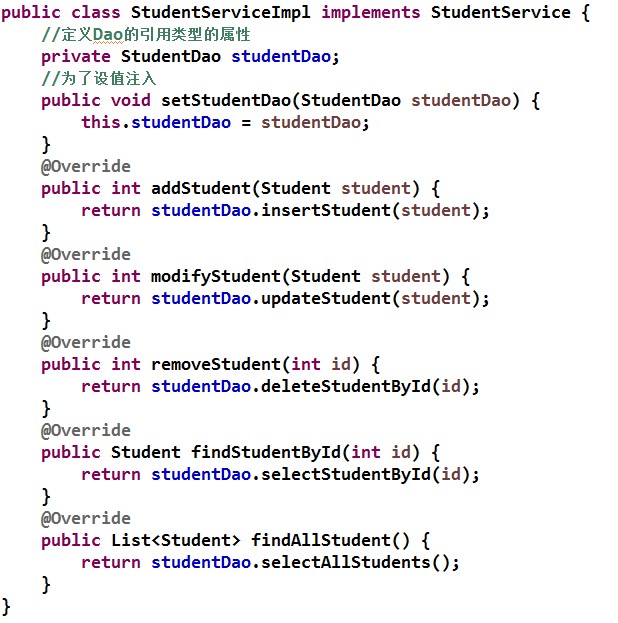 public class StudentServiceImpl implements StudentService {
    //定义Dao的引用类型的属性
    private StudentDao studentDao;
    //为了设值注入
    public void setStudentDao(StudentDao studentDao) {
        this.studentDao = studentDao;
    }
    @Override
    public int addStudent(Student student) {
        return studentDao.insertStudent(student);
    }
    @Override
    public int modifyStudent(Student student) {
        return studentDao.updateStudent(student);
    }
    @Override
    public int removeStudent(int id) {
        return studentDao.deleteStudentById(id);
    }
    @Override
    public Student findStudentById(int id) {
        return studentDao.selectStudentById(id);
    }
    @Override
    public List<Student> findAllStudent() {
        return studentDao.selectAllStudents();
    }
}